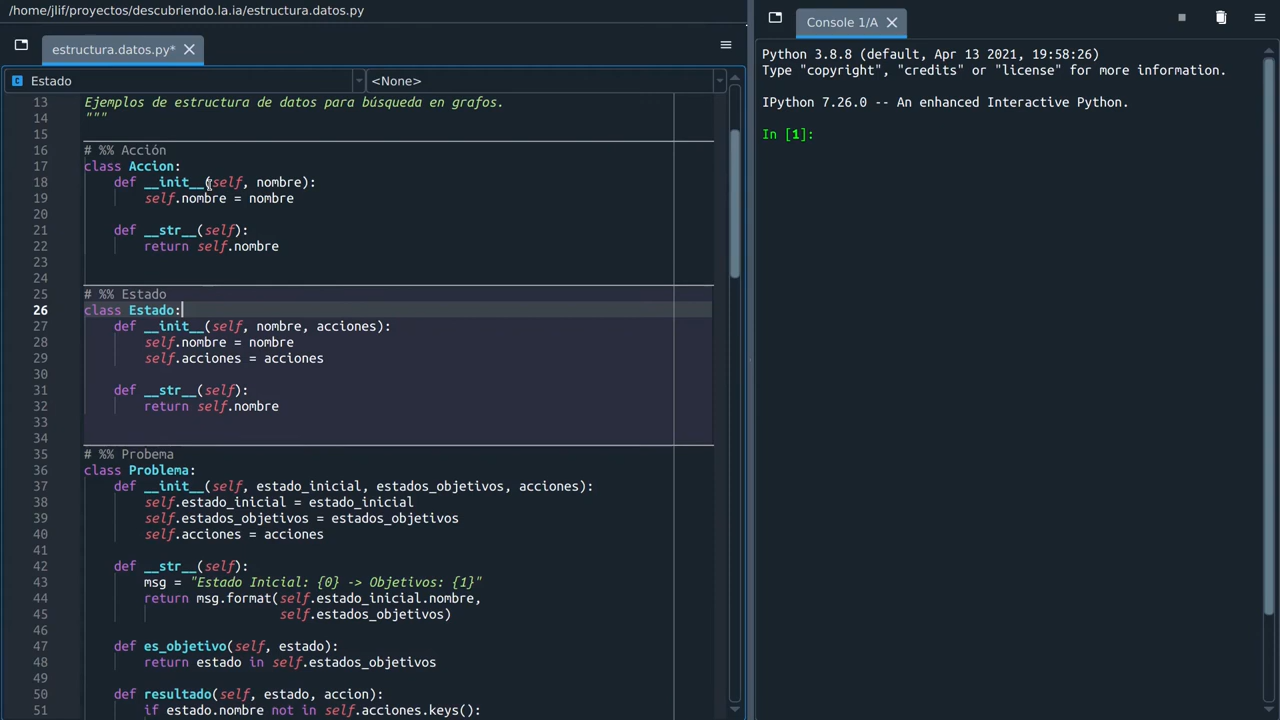 /home/jlif/proyectos/descubriendo.la.ia/estructura.datos.py
estructura.datos.py*
Estado
<None>
13 Ejemplos de estructura de datos para búsqueda en grafos.
14 """
15
16 # %% Acción
17 class Accion:
18     def __init__(self, nombre):
19         self.nombre = nombre
20
21     def __str__(self):
22         return self.nombre
23
24
25 # %% Estado
26 class Estado:
27     def __init__(self, nombre, acciones):
28         self.nombre = nombre
29         self.acciones = acciones
30
31     def __str__(self):
32         return self.nombre
33
34
35 # %% Probema
36 class Problema:
37     def __init__(self, estado_inicial, estados_objetivos, acciones):
38         self.estado_inicial = estado_inicial
39         self.estados_objetivos = estados_objetivos
40         self.acciones = acciones
41
42     def __str__(self):
43         msg = "Estado Inicial: {0} -> Objetivos: {1}"
44         return msg.format(self.estado_inicial.nombre,
45                           self.estados_objetivos)
46
47     def es_objetivo(self, estado):
48         return estado in self.estados_objetivos
49
50     def resultado(self, estado, accion):
51         if estado.nombre not in self.acciones.keys():
Console 1/A
Python 3.8.8 (default, Apr 13 2021, 19:58:26)
Type "copyright", "credits" or "license" for more information.
IPython 7.26.0 -- An enhanced Interactive Python.
In [1]: